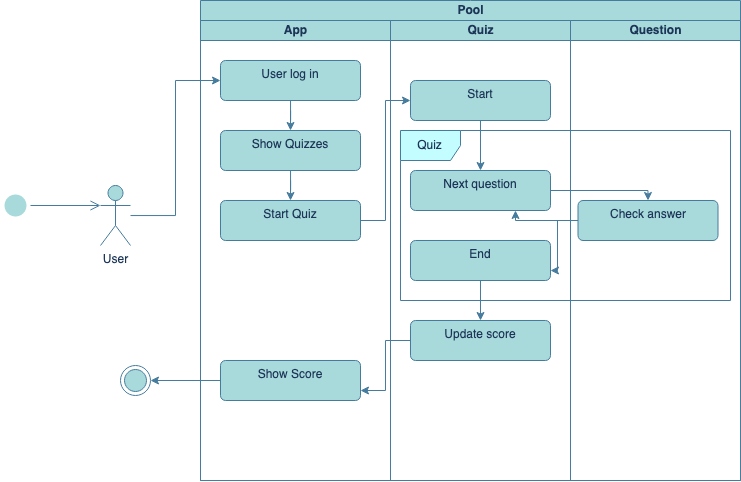 Pool
App
Quiz
Question
User log in
Show Quizzes
Start Quiz
Start
Quiz
Next question
Check answer
End
Update score
Show Score
User